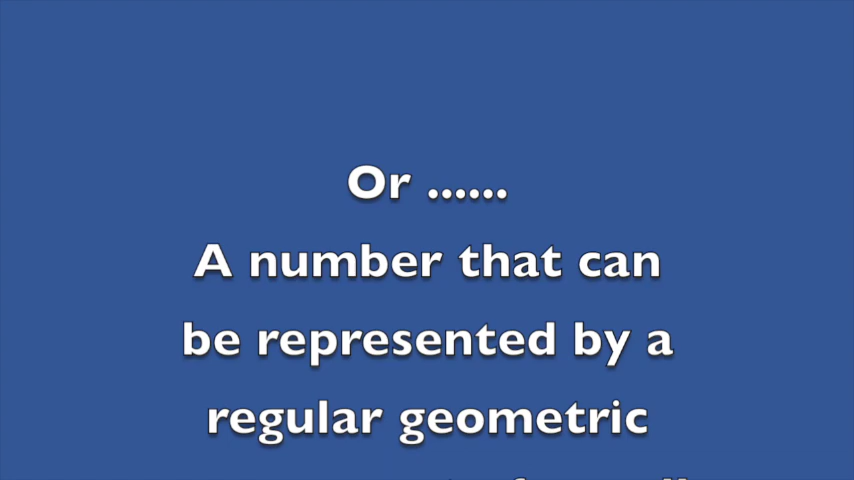 Or ......
A number that can
be represented by a
regular geometric